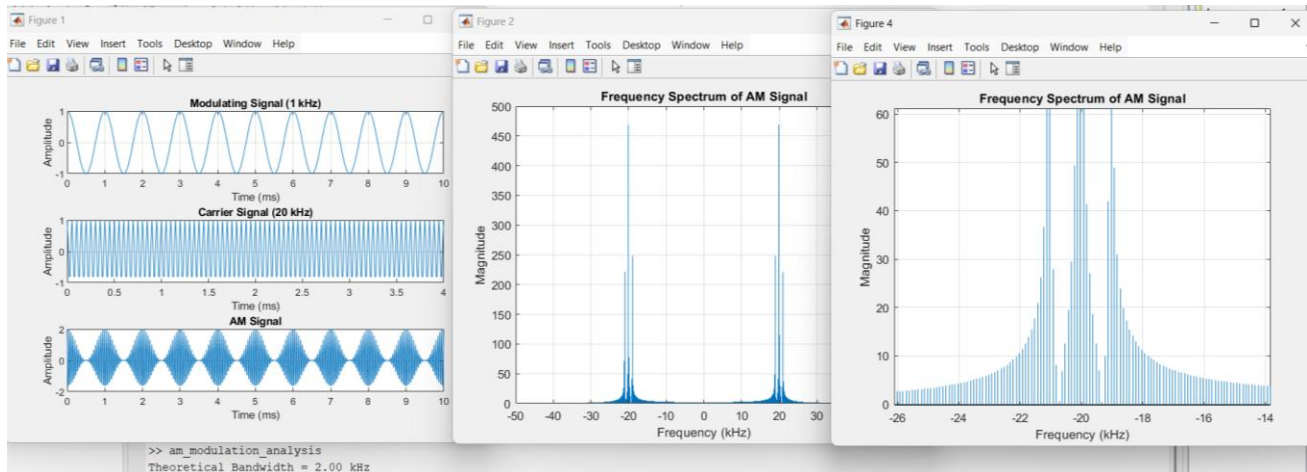 Figure 1
File Edit View Insert Tools Desktop Window Help
Modulating Signal (1 kHz)
Amplitude
1
0
-1
0 1 2 3 4 5 6 7 8 9 10
Time (ms)
Carrier Signal (20 kHz)
Amplitude
1
0
-1
0 0.5 1 1.5 2 2.5 3 3.5 4
Time (ms)
AM Signal
Amplitude
2
0
-2
0 1 2 3 4 5 6 7 8 9 10
Time (ms)
Figure 2
File Edit View Insert Tools Desktop Window Help
Frequency Spectrum of AM Signal
Magnitude
500
450
400
350
300
250
200
150
100
50
0
-50 -40 -30 -20 -10 0 10 20 30
Frequency (kHz)
Figure 4
File Edit View Insert Tools Desktop Window Help
Frequency Spectrum of AM Signal
Magnitude
60
50
40
30
20
10
0
-26 -24 -22 -20 -18 -16 -14
Frequency (kHz)
>> am_modulation_analysis
Theoretical Bandwidth = 2.00 kHz